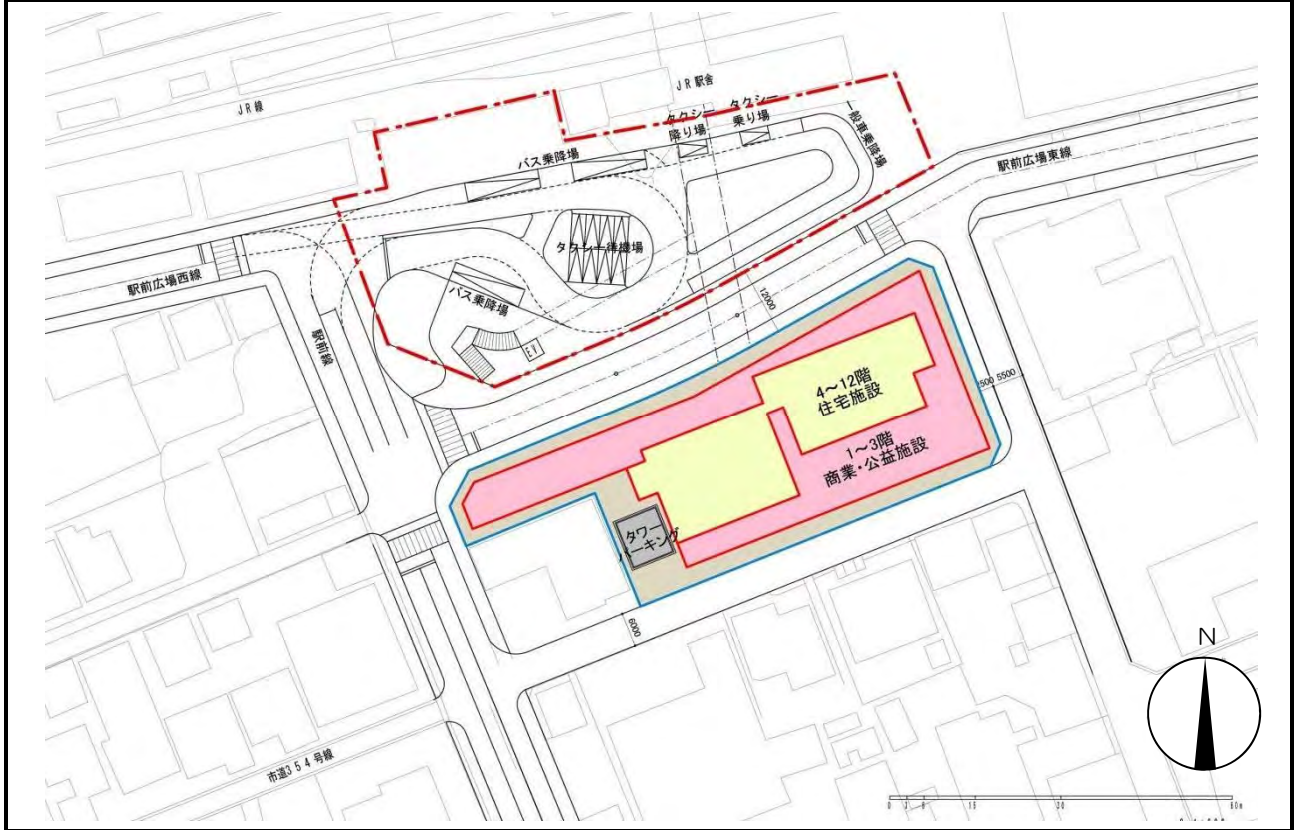 JR線
JR駅舎
タクシー
降り場
タクシー
乗り場
一般車乗降場
バス乗降場
駅前広場東線
タクシー待機場
駅前広場西線
バス乗降場
駅前線
EV
12000
4～12階
住宅施設
5500
1～3階
商業・公益施設
タワー
パーキング
6000
N
市道354号線
0
15